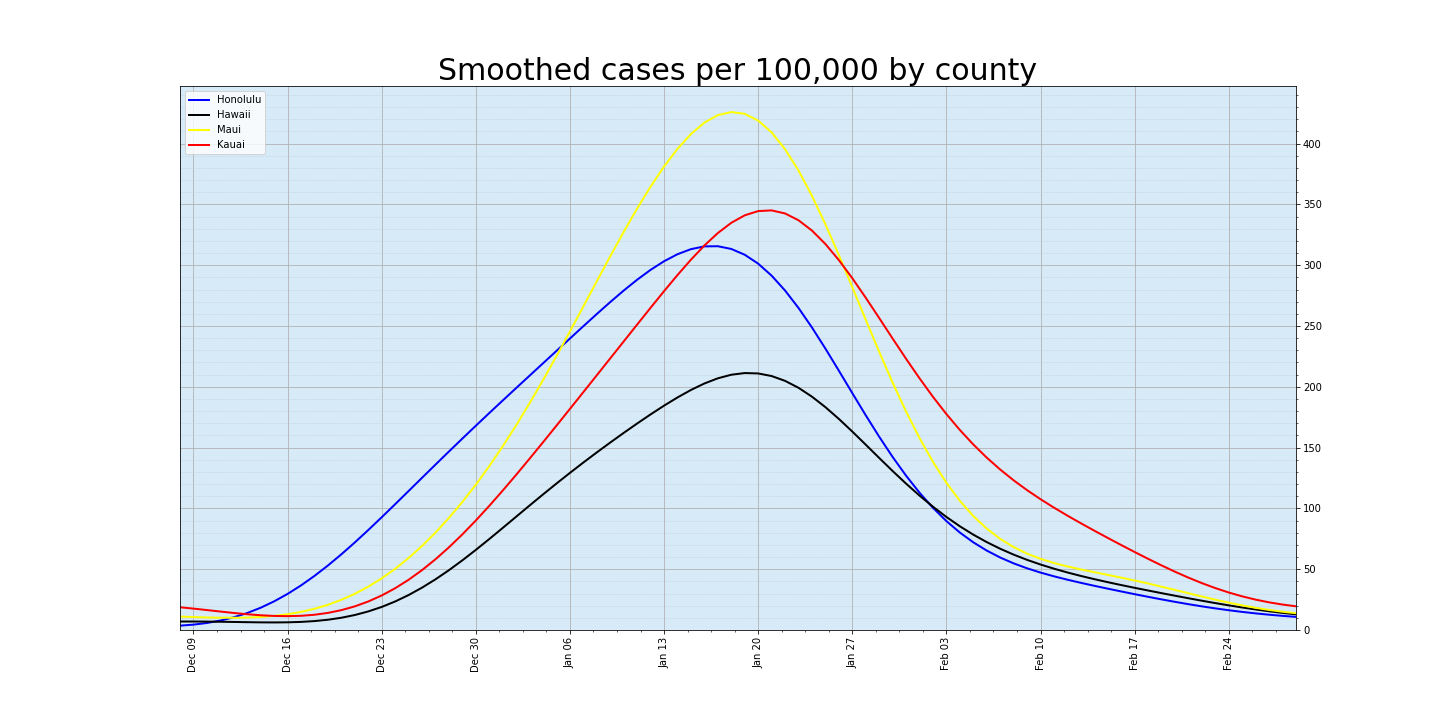 Smoothed cases per 100,000 by county
Honolulu
Hawaii
Maui
Kauai
400
350
300
250
200
150
100
50
0
Dec 09
Dec 16
Dec 23
Dec 30
Jan 06
Jan 13
Jan 20
Jan 27
Feb 03
Feb 10
Feb 17
Feb 24